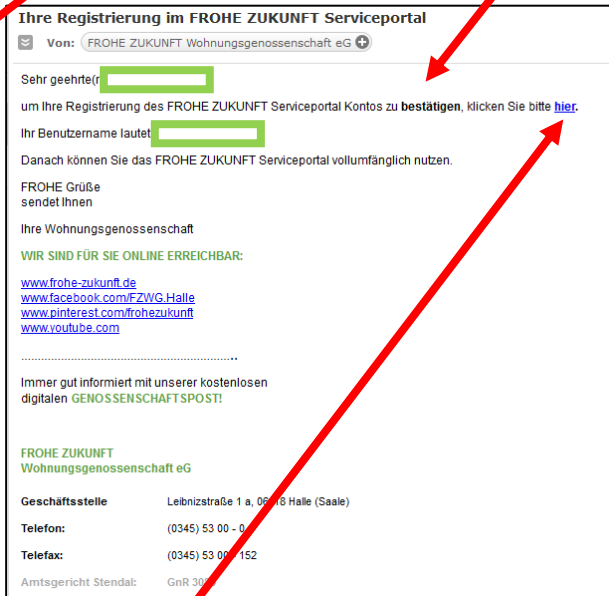 Ihre Registrierung im FROHE ZUKUNFT Serviceportal
Von: FROHE ZUKUNFT Wohnungsgenossenschaft eG
Sehr geehrte(r
um Ihre Registrierung des FROHE ZUKUNFT Serviceportal Kontos zu bestätigen, klicken Sie bitte hier.
Ihr Benutzername lautet
Danach können Sie das FROHE ZUKUNFT Serviceportal vollumfänglich nutzen.
FROHE Grüße
sendet Ihnen
Ihre Wohnungsgenossenschaft
WIR SIND FÜR SIE ONLINE ERREICHBAR:
www.frohe-zukunft.de
www.facebook.com/FZWG.Halle
www.pinterest.com/frohezukunft
www.youtube.com
................................................................
Immer gut informiert mit unserer kostenlosen
digitalen GENOSSENSCHAFTSPOST!
FROHE ZUKUNFT
Wohnungsgenossenschaft eG
Geschäftsstelle Leibnizstraße 1 a, Halle (Saale)
Telefon: (0345) 53 00 - 0
Telefax: (0345) 53 00 152
Amtsgericht Stendal: GnR